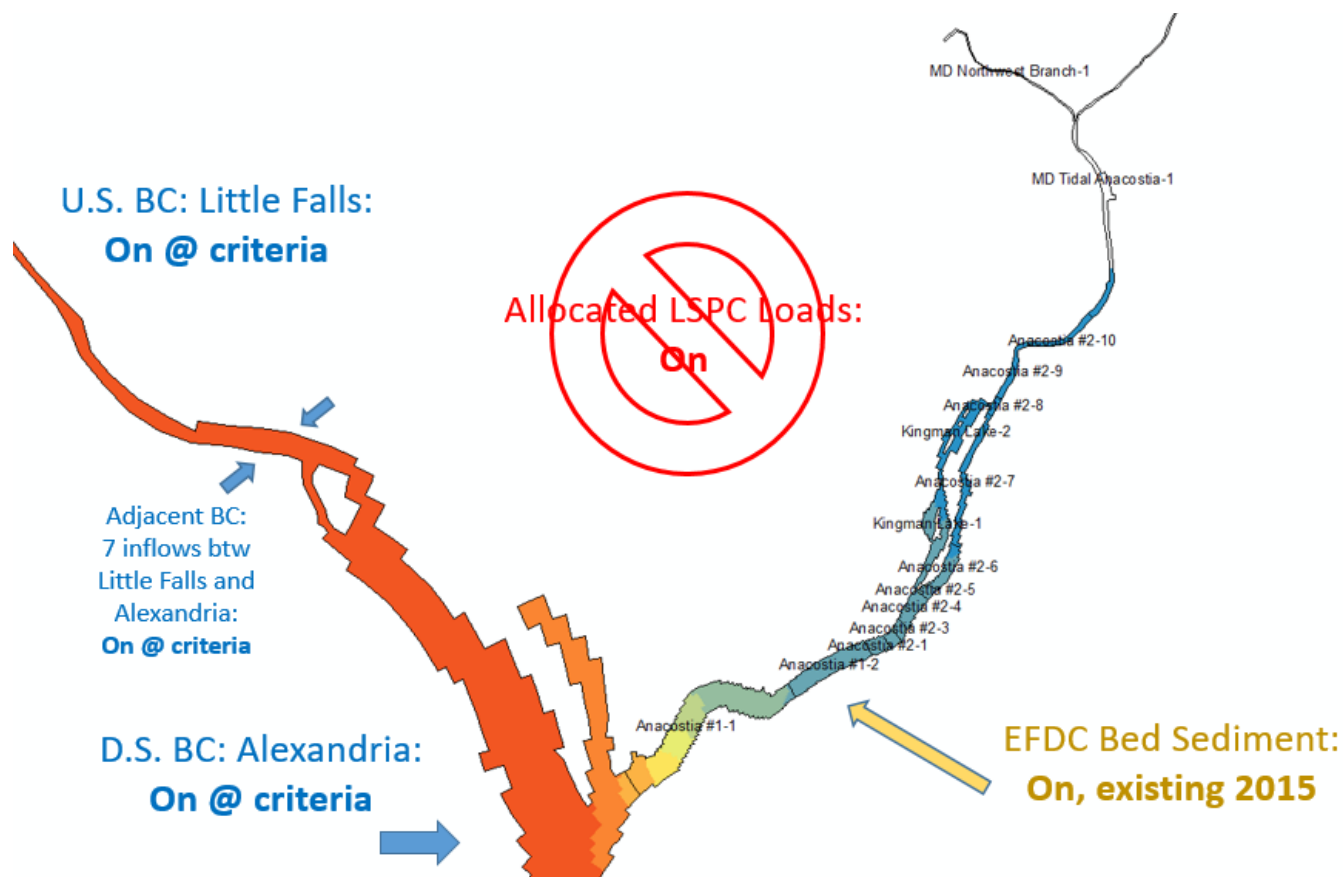 MD Northwest Branch-1
MD Tidal Anacostia-1
U.S. BC: Little Falls:
On @ criteria
Allocated LSPC Loads:
On
Anacostia #2-10
Anacostia #2-9
Anacostia #2-8
Kingman Lake-2
Anacostia #2-7
Kingman Lake-1
Adjacent BC:
7 inflows btw
Little Falls and
Alexandria:
On @ criteria
Anacostia #2-6
Anacostia #2-5
Anacostia #2-4
Anacostia #2-3
Anacostia #2-1
Anacostia #1-2
Anacostia #1-1
D.S. BC: Alexandria:
On @ criteria
EFDC Bed Sediment:
On, existing 2015